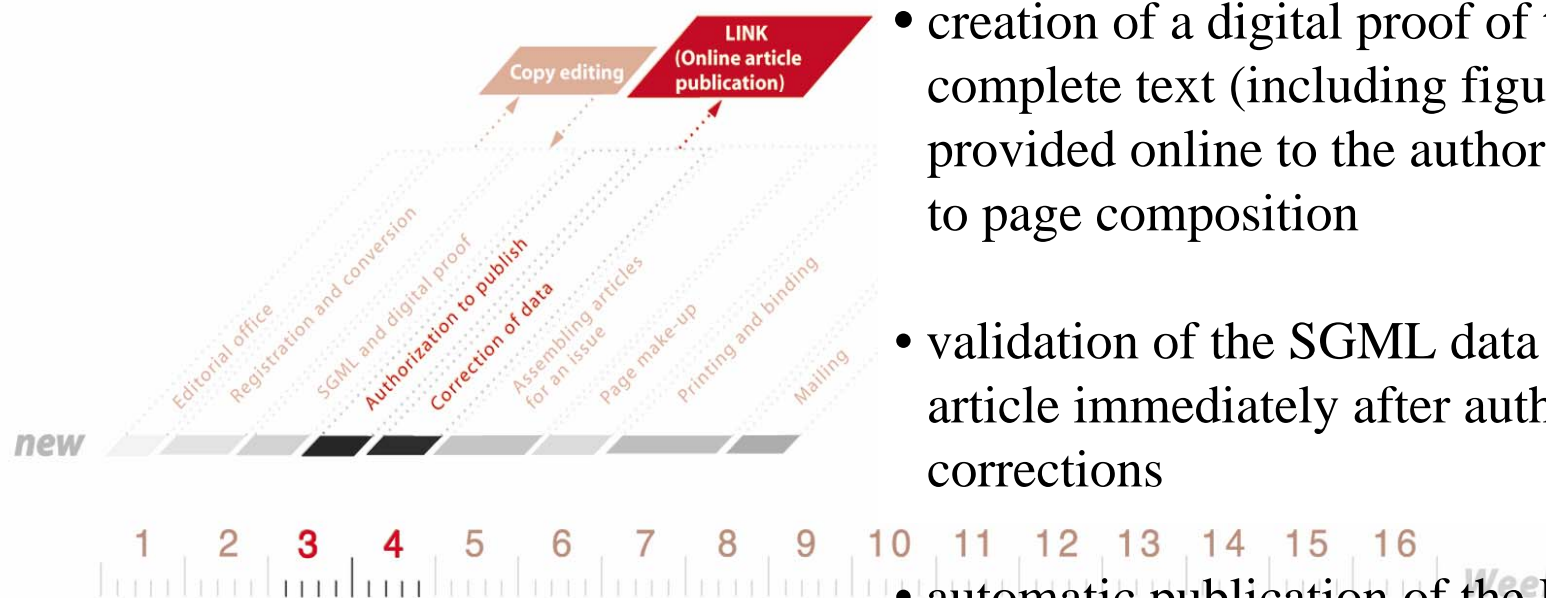 LINK
(Online article
publication)
Copy editing
Editorial office
Registration and conversion
SGML and digital proof
Authorization to publish
Correction of data
Assembling articles
for an issue
Page make-up
Printing and binding
Mailing
new
• creation of a digital proof of
complete text (including figu
provided online to the author
to page composition
• validation of the SGML data
article immediately after auth
corrections
1 2 3 4 5 6 7 8 9 10 11 12 13 14 15 16
• automatic publication of the